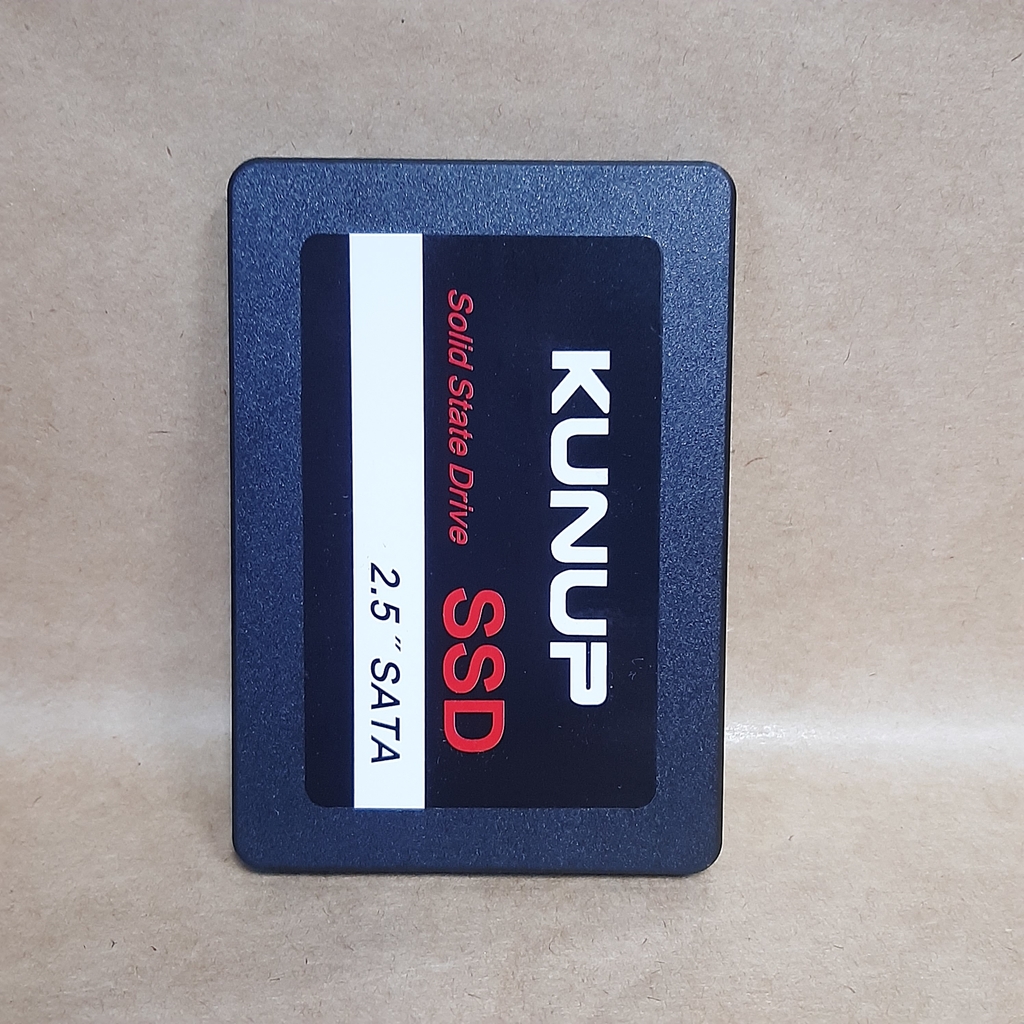 KUNUP
Solid State Drive SSD
2.5" SATA